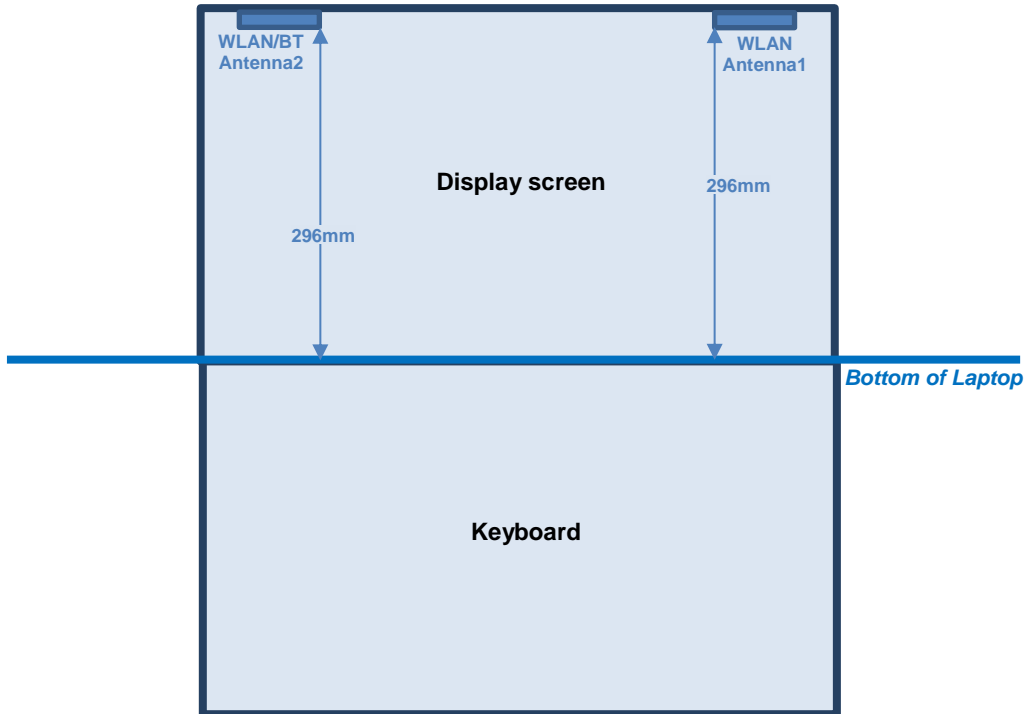 WLAN/BT
Antenna2
WLAN
Antenna1
Display screen
296mm
296mm
Bottom of Laptop
Keyboard